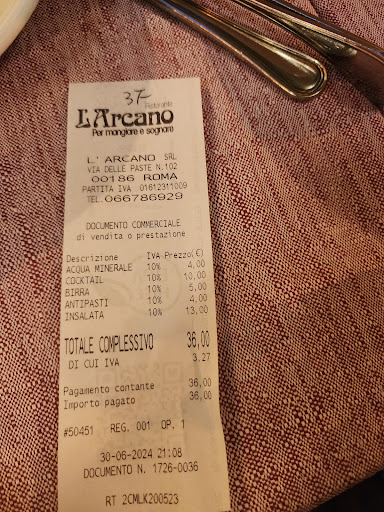 37
Ristorante
L'Arcano
Per mangiare e sognare
L' ARCANO SRL
VIA DELLE PASTE N.102
00186 ROMA
PARTITA IVA 01612311009
TEL.066786929
DOCUMENTO COMMERCIALE
di vendita o prestazione
Descrizione IVA Prezzo(€)
ACQUA MINERALE 10% 4,00
COCKTAIL 10% 10,00
BIRRA 10% 5,00
ANTIPASTI 10% 4,00
INSALATA 10% 13,00
TOTALE COMPLESSIVO 36,00
DI CUI IVA 3,27
Pagamento contante 36,00
Importo pagato 36,00
#50451 REG. 001 OP. 1
30-06-2024 21:08
DOCUMENTO N. 1726-0036
RT 2CMLK200523